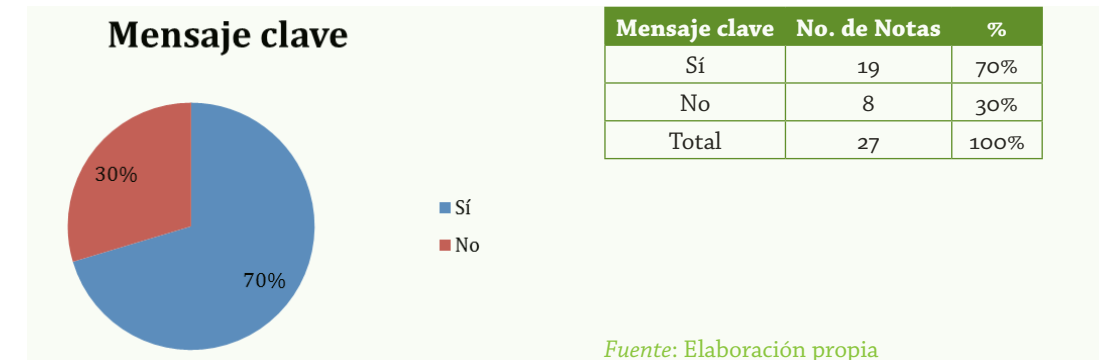 Mensaje clave
30%
70%
Sí
No
Mensaje clave No. de Notas %
Sí 19 70%
No 8 30%
Total 27 100%
Fuente: Elaboración propia